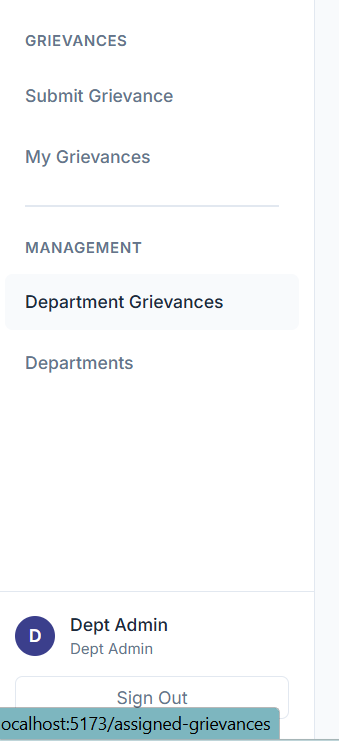 GRIEVANCES
Submit Grievance
My Grievances
MANAGEMENT
Department Grievances
Departments
D
Dept Admin
Dept Admin
Sign Out
ocalhost:5173/assigned-grievances